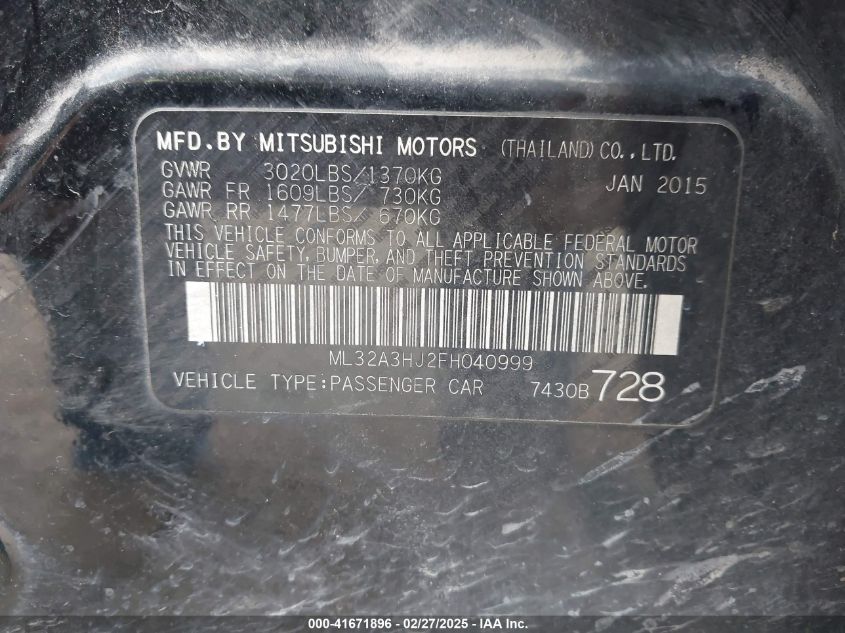 MFD.BY MITSUBISHI MOTORS (THAILAND) CO.,LTD.
GVWR 3020LBS/1370KG JAN 2015
GAWR FR 1609LBS/ 730KG
GAWR RR 1477LBS/ 670KG
THIS VEHICLE CONFORMS TO ALL APPLICABLE FEDERAL MOTOR
VEHICLE SAFETY, BUMPER, AND THEFT PREVENTION STANDARDS
IN EFFECT ON THE DATE OF MANUFACTURE SHOWN ABOVE.
ML32A3HJ2FH040999
VEHICLE TYPE:PASSENGER CAR 7430B 728
000-41671896 - 02/27/2025 - IAAI.com